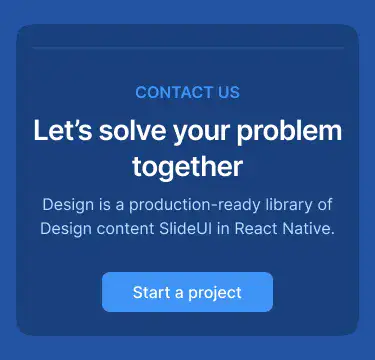 CONTACT US
Let’s solve your problem
together
Design is a production-ready library of
Design content SlideUI in React Native.
Start a project